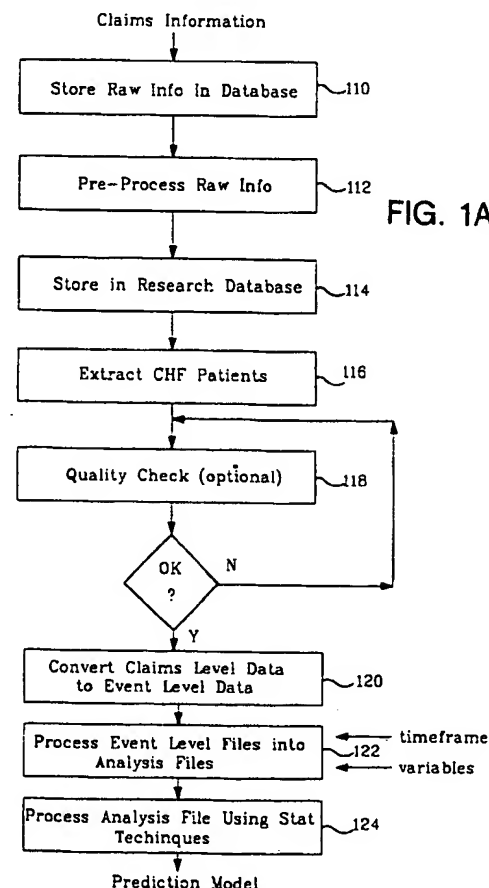 Claims Information
Store Raw Info in Database
110
Pre-Process Raw Info
112
FIG. 1A
Store in Research Database
114
Extract CHF Patients
116
Quality Check (optional)
118
OK
?
N
Y
Convert Claims Level Data
to Event Level Data
120
Process Event Level Files into
Analysis Files
122
timeframe
variables
Process Analysis File Using Stat
Techinques
124
Prediction Model